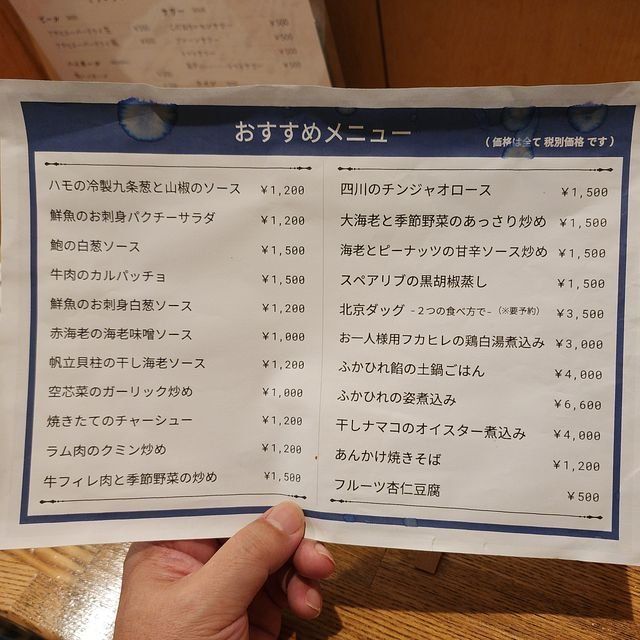 おすすめメニュー
(価格は全て 税別価格 です)
ハモの冷製九条葱と山椒のソース ￥1,200
鮮魚のお刺身パクチーサラダ ￥1,200
鮑の白葱ソース ￥1,500
牛肉のカルパッチョ ￥1,500
鮮魚のお刺身白葱ソース ￥1,200
赤海老の海老味噌ソース ￥1,000
帆立貝柱の干し海老ソース ￥1,200
空芯菜のガーリック炒め ￥1,000
焼きたてのチャーシュー ￥1,200
ラム肉のクミン炒め ￥1,200
牛フィレ肉と季節野菜の炒め ￥1,500
四川のチンジャオロース ￥1,500
大海老と季節野菜のあっさり炒め ￥1,500
海老とピーナッツの甘辛ソース炒め ￥1,500
スペアリブの黒胡椒蒸し ￥1,500
北京ダッグ -２つの食べ方で-（※要予約） ￥3,500
お一人様用フカヒレの鶏白湯煮込み ￥3,000
ふかひれ餡の土鍋ごはん ￥4,000
ふかひれの姿煮込み ￥6,600
干しナマコのオイスター煮込み ￥4,000
あんかけ焼きそば ￥1,200
フルーツ杏仁豆腐 ￥500